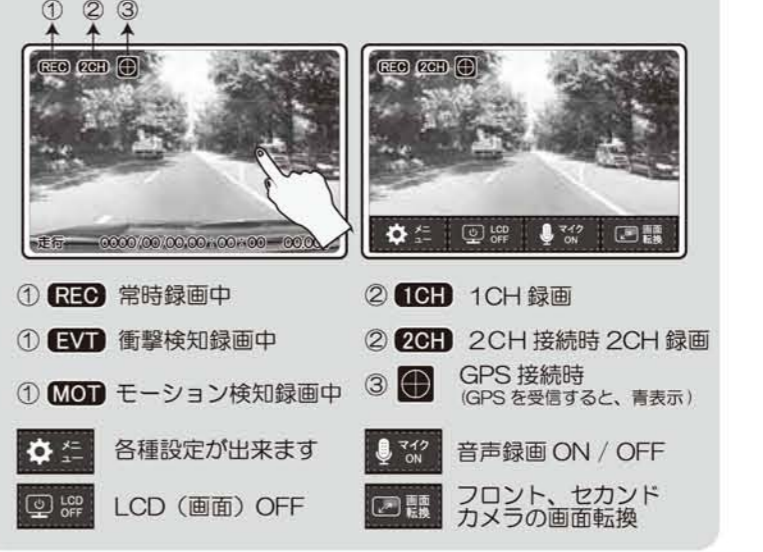 ① ② ③
REC 2CH
走行 0000/00/00 00:00:00
REC 2CH
メニュー LCD OFF マイク ON 画面転換
① REC 常時録画中
① EVT 衝撃検知録画中
① MOT モーション検知録画中
② 1CH 1CH 録画
② 2CH 2CH 接続時 2CH 録画
③ GPS 接続時
(GPS を受信すると、青表示)
メニュー 各種設定が出来ます
LCD OFF LCD（画面）OFF
マイク ON 音声録画 ON / OFF
画面転換 フロント、セカンド
カメラの画面転換